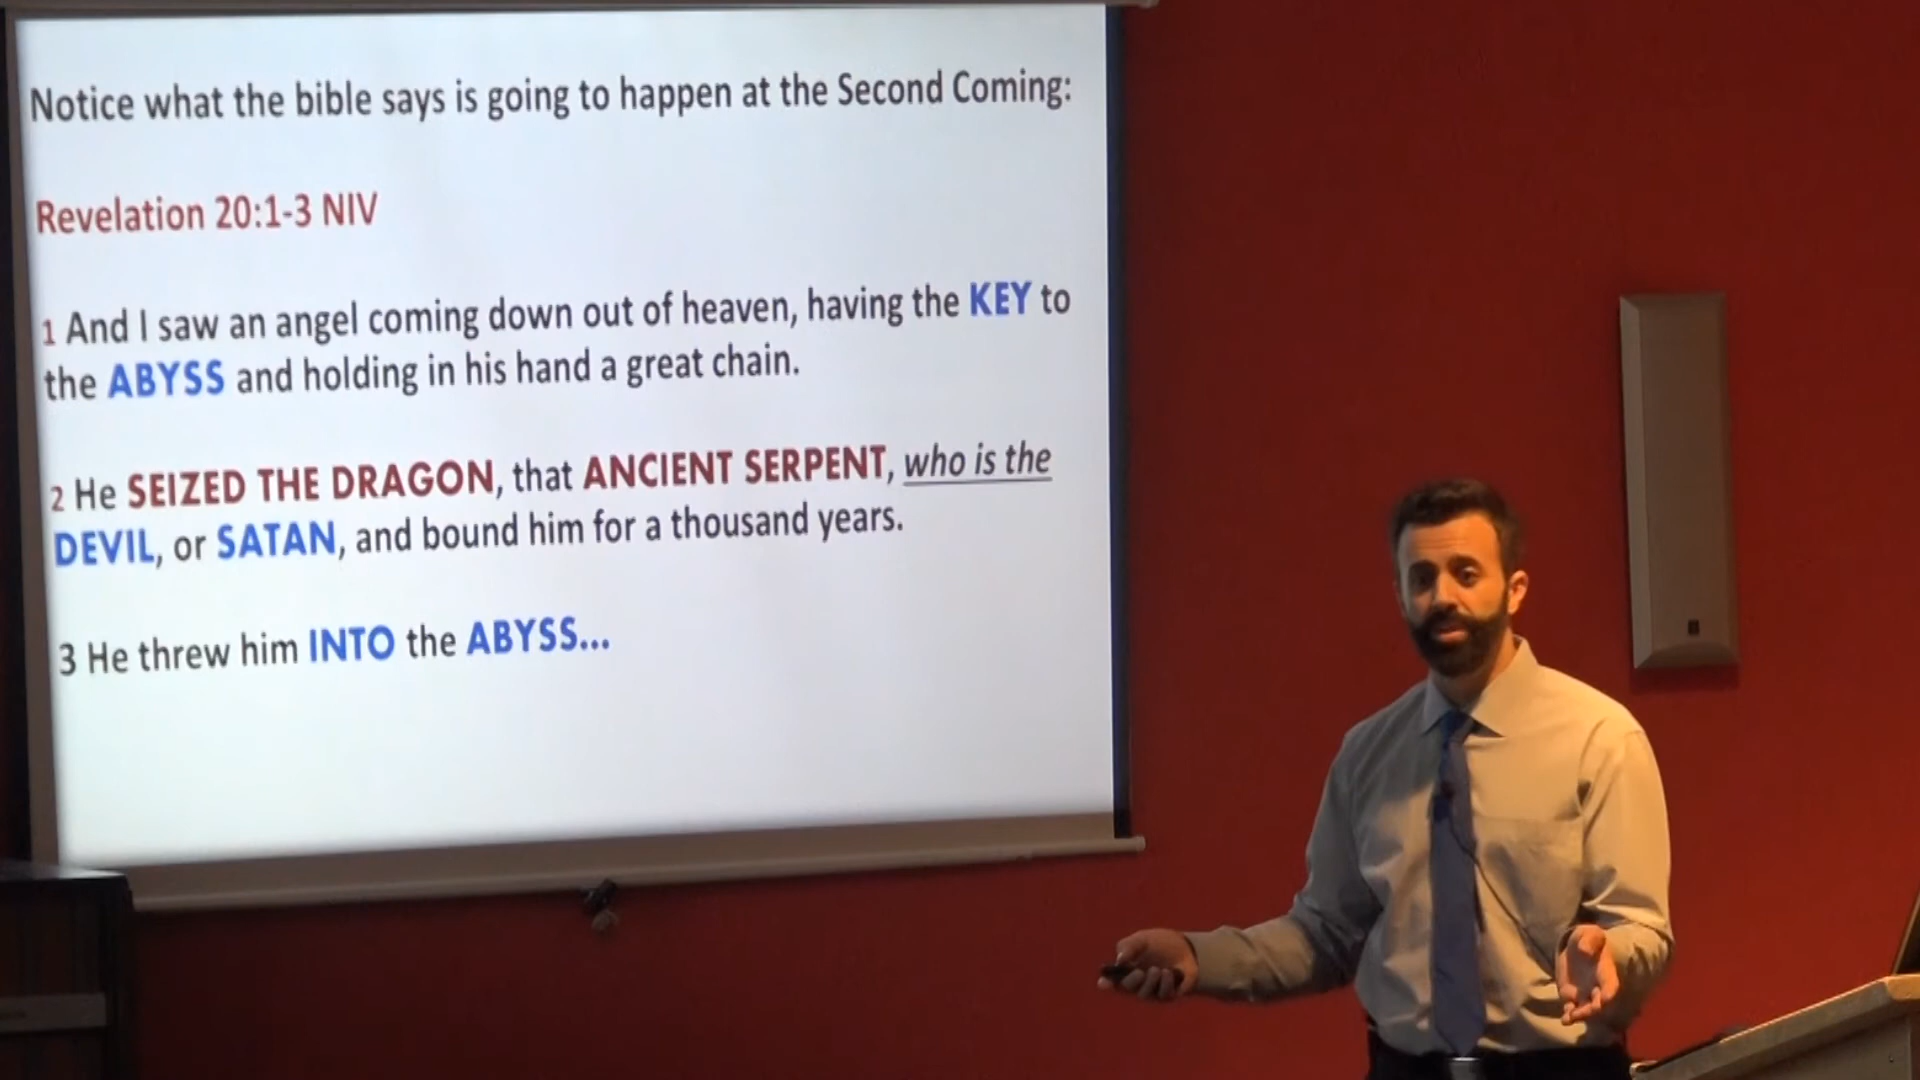 Notice what the bible says is going to happen at the Second Coming:
Revelation 20:1-3 NIV
1 And I saw an angel coming down out of heaven, having the KEY to
the ABYSS and holding in his hand a great chain.
2 He SEIZED THE DRAGON, that ANCIENT SERPENT, who is the
DEVIL, or SATAN, and bound him for a thousand years.
3 He threw him INTO the ABYSS...